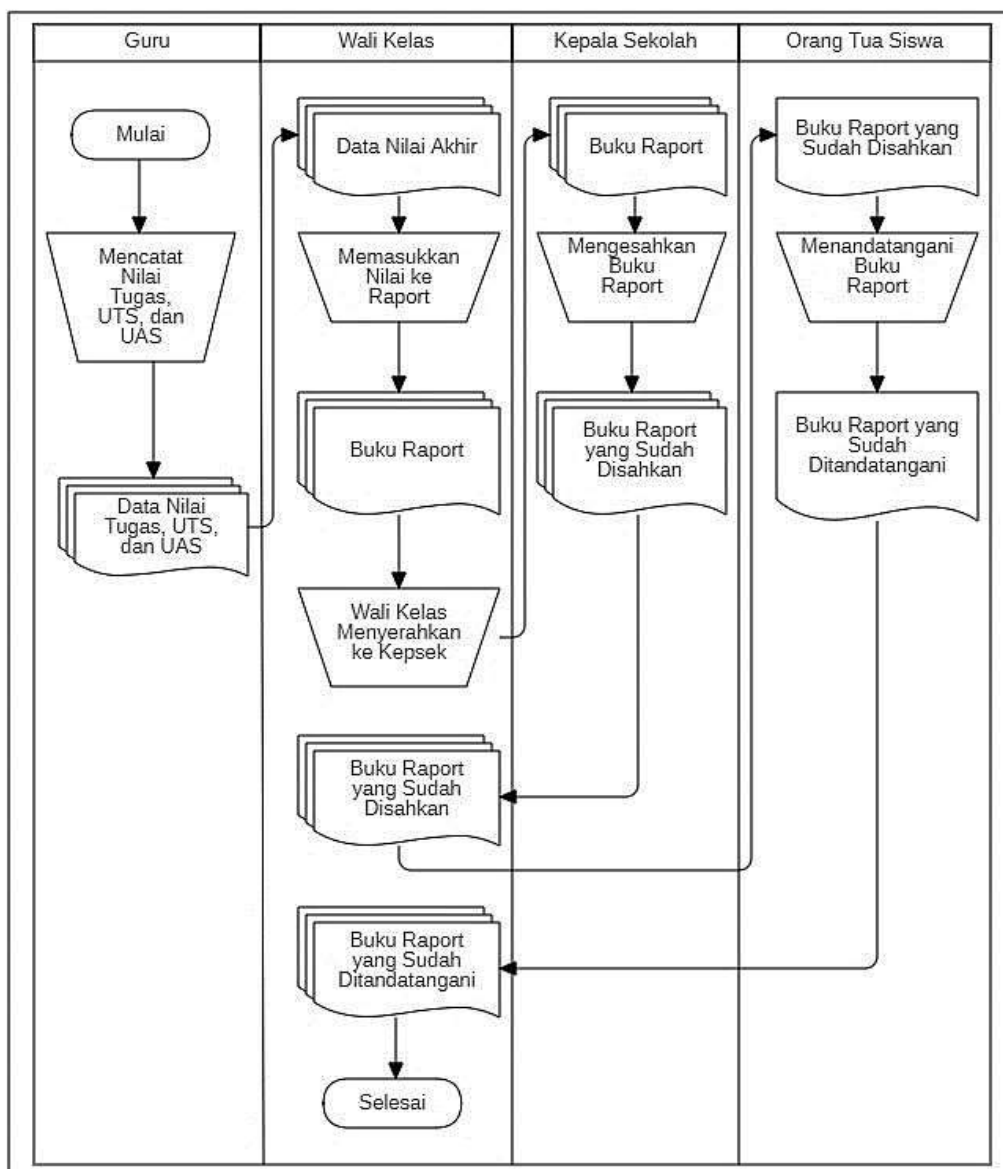 Guru
Wali Kelas
Kepala Sekolah
Orang Tua Siswa
Mulai
Mencatat
Nilai
Tugas,
UTS, dan
UAS
Data Nilai
Tugas, UTS,
dan UAS
Data Nilai Akhir
Memasukkan
Nilai ke
Raport
Buku Raport
Wali Kelas
Menyerahkan
ke Kepsek
Buku Raport
Mengesahkan
Buku
Raport
Buku Raport
yang Sudah
Disahkan
Buku Raport
yang Sudah
Disahkan
Buku Raport yang
Sudah Disahkan
Menandatangani
Buku
Raport
Buku Raport yang
Sudah
Ditandatangani
Buku Raport
yang Sudah
Ditandatangani
Selesai